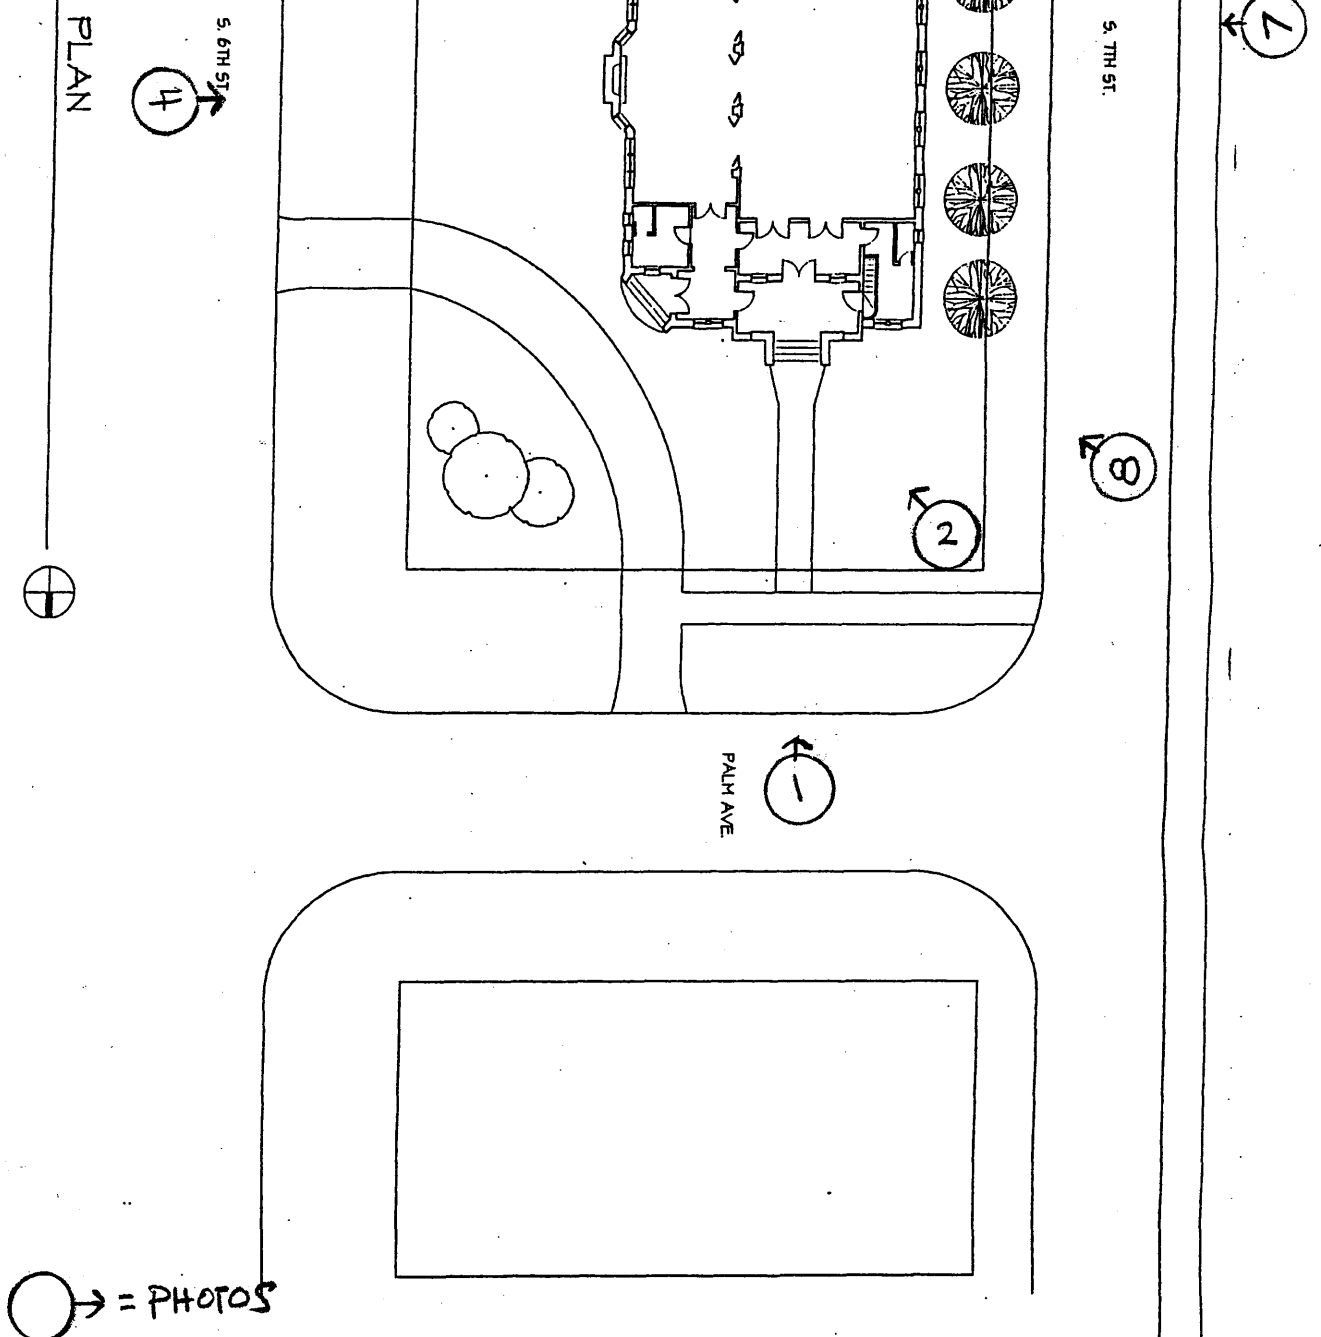 PLAN
S. 6TH ST.
4
S. 7TH ST.
7
8
2
PALM AVE.
1
= PHOTOS